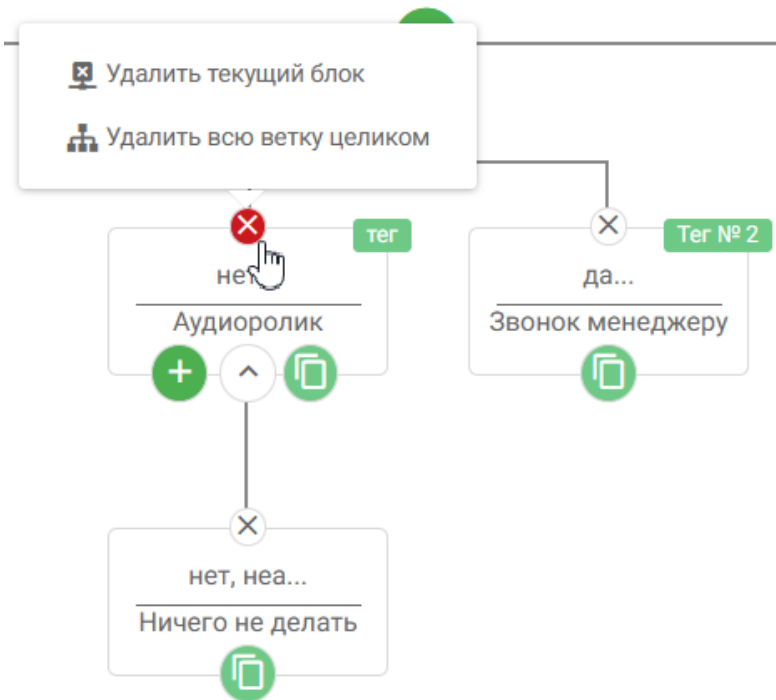 Удалить текущий блок
Удалить всю ветку целиком
тег
Тег № 2
нет
да...
Аудиоролик
Звонок менеджеру
нет, неа...
Ничего не делать